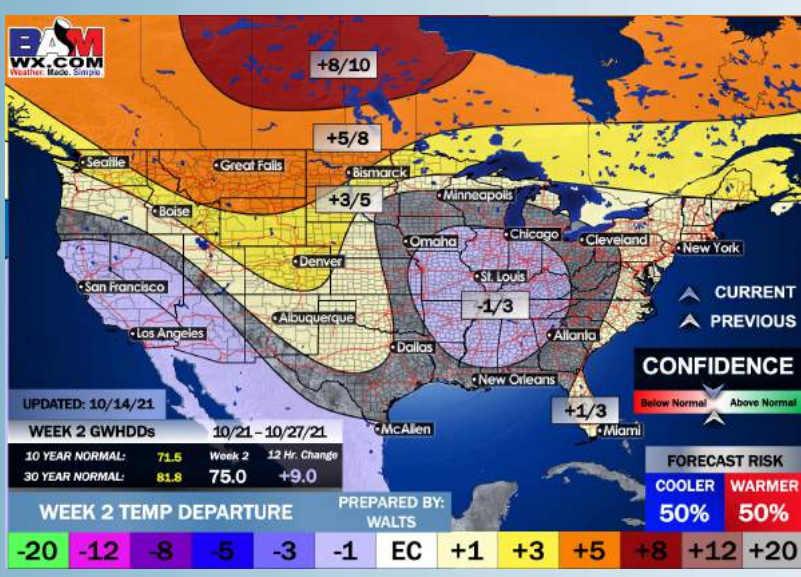 BAM
WX.COM
Weather. Made. Simple.
+8/10
+5/8
Seattle
Great Falls
Bismarck
+3/5
Minneapolis
Boise
Omaha
Chicago
Cleveland
New York
Denver
St. Louis
San Francisco
-1/3
CURRENT
PREVIOUS
Albuquerque
Los Angeles
Atlanta
Dallas
CONFIDENCE
New Orleans
Below Normal
Above Normal
UPDATED: 10/14/21
+1/3
McAllen
Miami
WEEK 2 GWHDDs 10/21 – 10/27/21
10 YEAR NORMAL: 71.5 Week 2 12 Hr. Change
30 YEAR NORMAL: 81.8 75.0 +9.0
FORECAST RISK
COOLER WARMER
50% 50%
WEEK 2 TEMP DEPARTURE
PREPARED BY:
WALTS
-20 -12 -8 -5 -3 -1 EC +1 +3 +5 +8 +12 +20